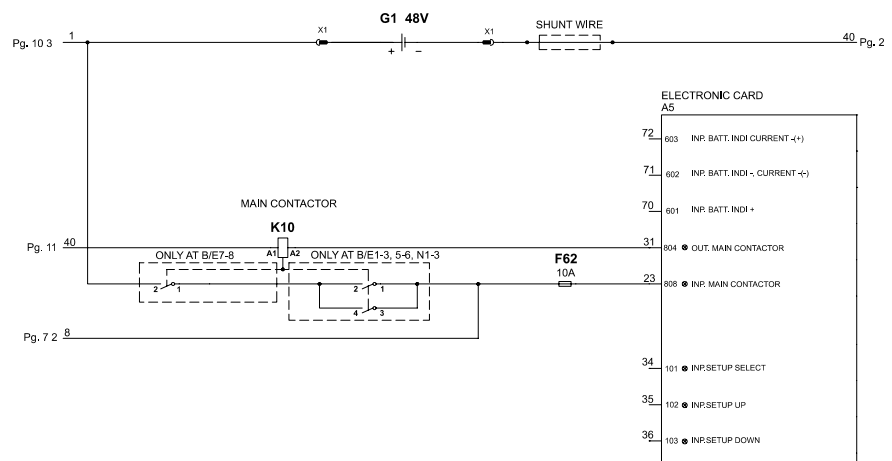 G1 48V
SHUNT WIRE
X1
X1
Pg. 10 3
1
+ −
40 Pg. 2
ELECTRONIC CARD
A5
72 603 INP. BATT. INDI CURRENT -(+)
71 602 INP. BATT. INDI -, CURRENT -(-)
70 601 INP. BATT. INDI +
MAIN CONTACTOR
K10
Pg. 11 40
A1 A2
31 804 OUT. MAIN CONTACTOR
ONLY AT B/E7-8
ONLY AT B/E1-3, 5-6, N1-3
F62
10A
23 808 INP. MAIN CONTACTOR
2 1
2 1
4 3
Pg. 7 2 8
34 101 INP.SETUP SELECT
35 102 INP.SETUP UP
36 103 INP.SETUP DOWN